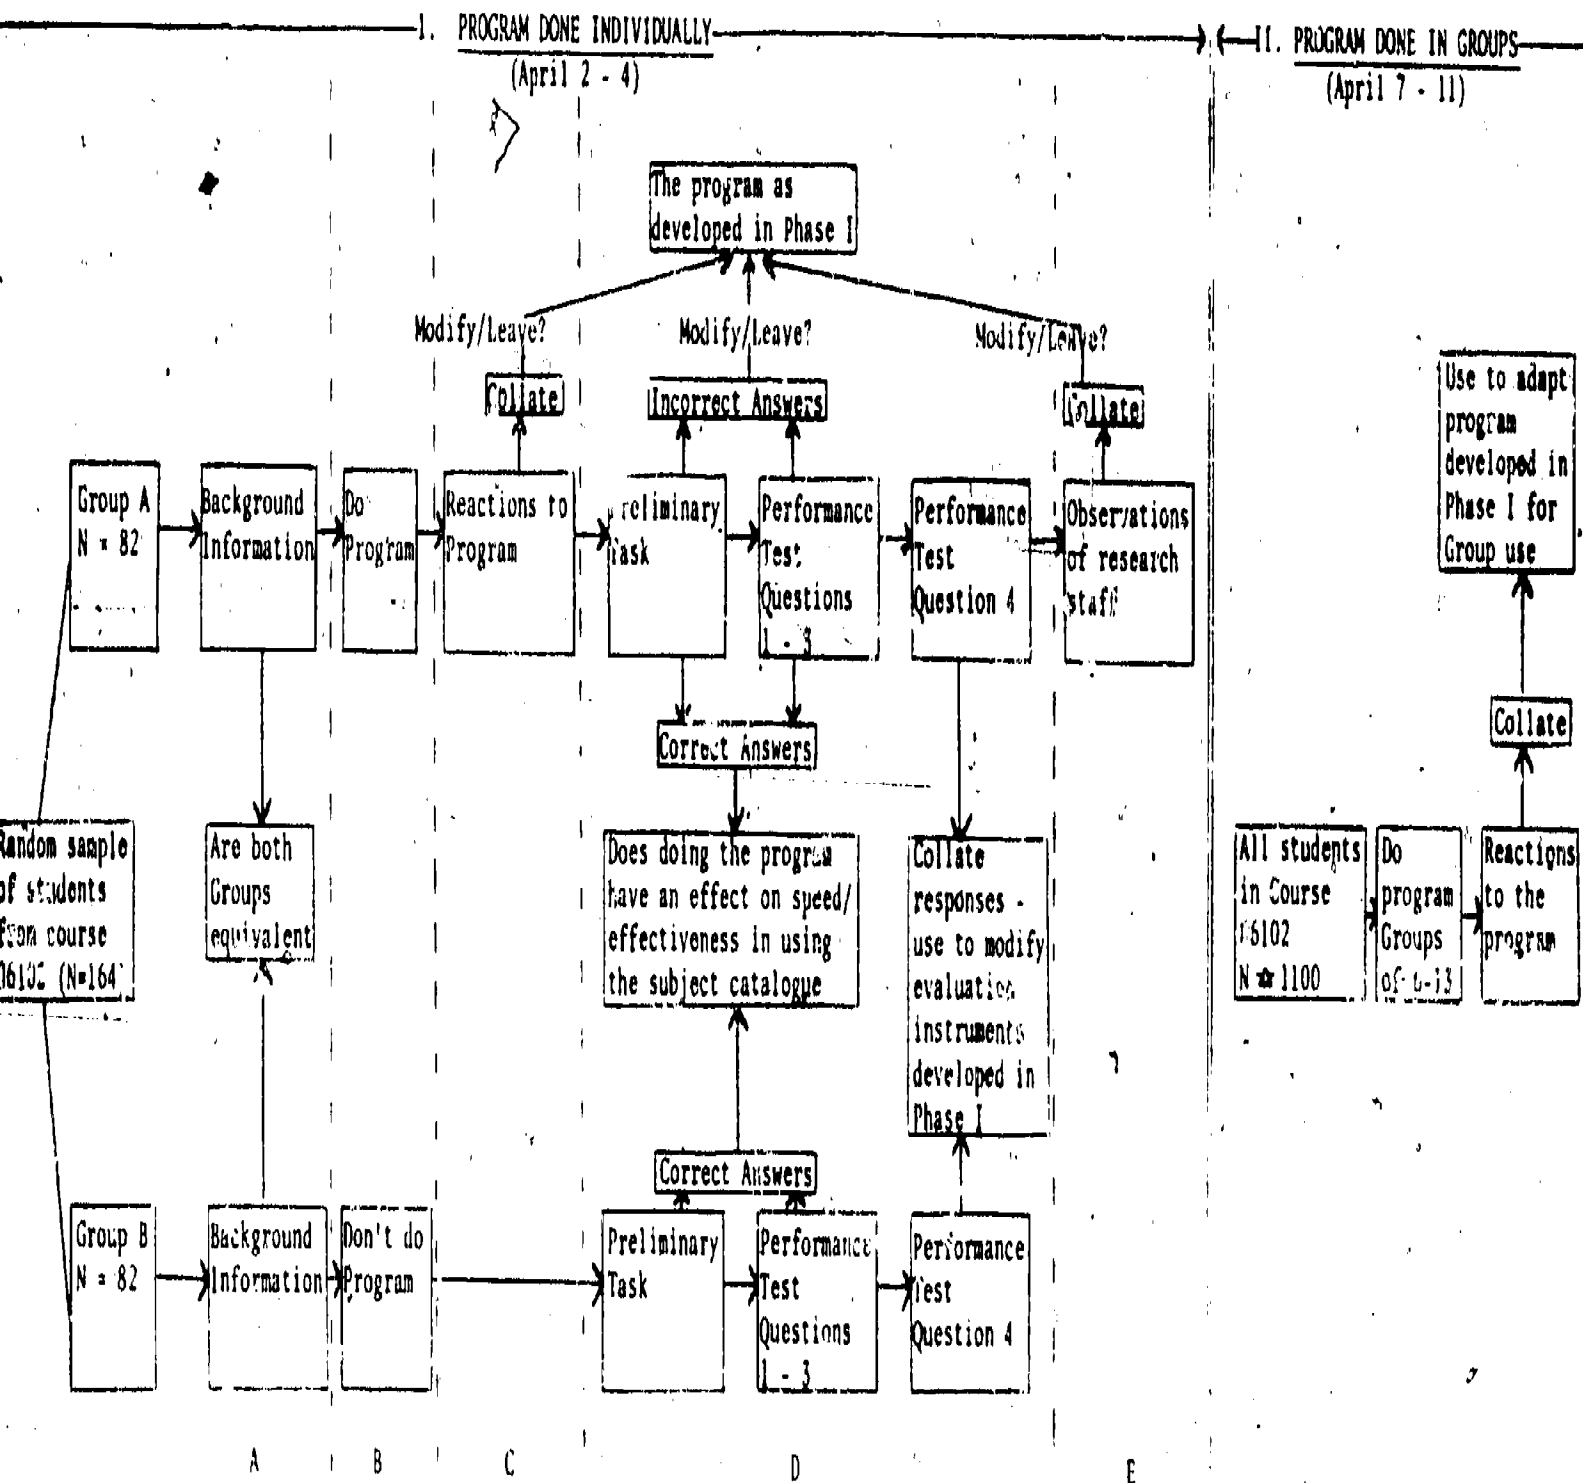 I. PROGRAM DONE INDIVIDUALLY
(April 2 - 4)
II. PROGRAM DONE IN GROUPS
(April 7 - 11)
The program as
developed in Phase I
Modify/Leave?
Modify/Leave?
Modify/Leave?
Collate
Incorrect Answers
Collate
Use to adapt
program
developed in
Phase I for
Group use
Group A
N = 82
Background
Information
Do
Program
Reactions to
Program
Preliminary
Task
Performance
Test
Questions
1 - 3
Performance
Test
Question 4
Observations
of research
staff
Collate
Correct Answers
Random sample
of students
from course
(N=164
Are both
Groups
equivalent
Does doing the program
have an effect on speed/
effectiveness in using
the subject catalogue
Collate
responses -
use to modify
evaluation
instruments
developed in
Phase I
All students
in Course
6102
N 1100
Do
program
Groups
of
Reactions
to the
program
Correct Answers
Group B
N = 82
Background
Information
Don't do
Program
Preliminary
Task
Performance
Test
Questions
1 - 3
Performance
Test
Question 4
A
B
C
D
E